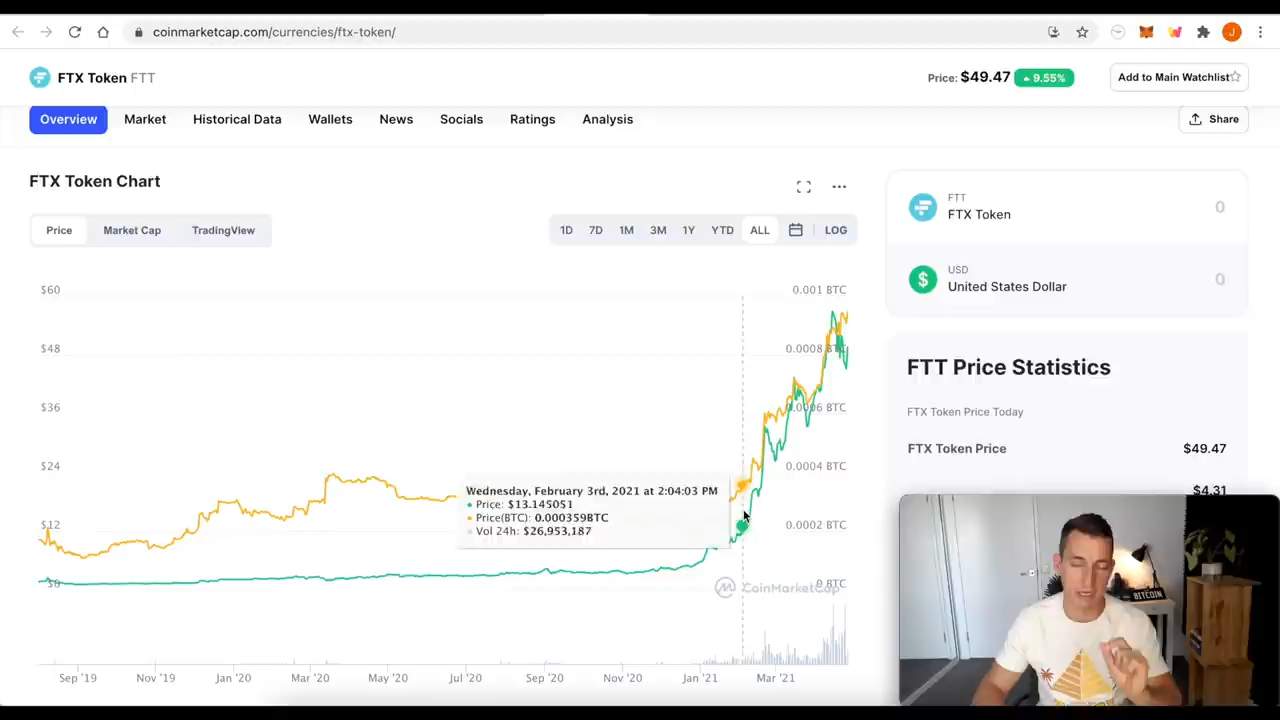 coinmarketcap.com/currencies/ftx-token/
J
FTX Token FTT
Price: $49.47 9.55%
Add to Main Watchlist
Overview Market Historical Data Wallets News Socials Ratings Analysis
Share
FTX Token Chart
Price Market Cap TradingView
1D 7D 1M 3M 1Y YTD ALL LOG
FTT
FTX Token
0
USD
United States Dollar
0
$60
0.001 BTC
$48
0.0008 BTC
$36
0.0006 BTC
$24
0.0004 BTC
$12
0.0002 BTC
$0
0 BTC
Wednesday, February 3rd, 2021 at 2:04:03 PM
Price: $13.145051
Price(BTC): 0.000359BTC
Vol 24h: $26,953,187
CoinMarketCap
Sep '19 Nov '19 Jan '20 Mar '20 May '20 Jul '20 Sep '20 Nov '20 Jan '21 Mar '21
FTT Price Statistics
FTX Token Price Today
FTX Token Price
$49.47
$4.31
BITCOIN